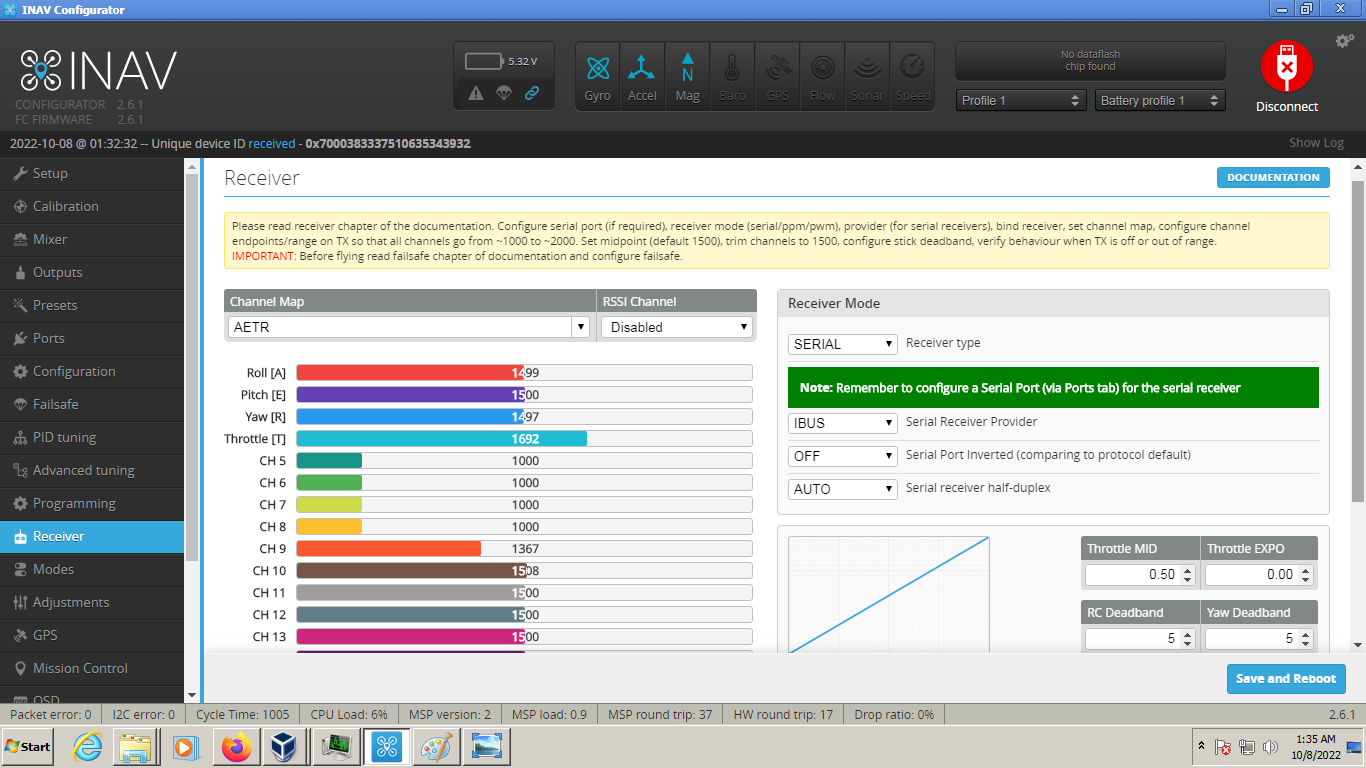 INAV Configurator
INAV
CONFIGURATOR 2.6.1
FC FIRMWARE 2.6.1
5.32 V
Gyro Accel Mag Baro GPS Flow Sonar Speed
N
No dataflash
chip found
Profile 1 Battery profile 1
Disconnect
2022-10-08 @ 01:32:32 -- Unique device ID received - 0x7000383337510635343932
Show Log
Setup
Calibration
Mixer
Outputs
Presets
Ports
Configuration
Failsafe
PID tuning
Advanced tuning
Programming
Receiver
Modes
Adjustments
GPS
Mission Control
OSD
Receiver
DOCUMENTATION
Please read receiver chapter of the documentation. Configure serial port (if required), receiver mode (serial/ppm/pwm), provider (for serial receivers), bind receiver, set channel map, configure channel
endpoints/range on TX so that all channels go from ~1000 to ~2000. Set midpoint (default 1500), trim channels to 1500, configure stick deadband, verify behaviour when TX is off or out of range.
IMPORTANT: Before flying read failsafe chapter of documentation and configure failsafe.
Channel Map RSSI Channel
AETR Disabled
Roll [A] 1499
Pitch [E] 1500
Yaw [R] 1497
Throttle [T] 1692
CH 5 1000
CH 6 1000
CH 7 1000
CH 8 1000
CH 9 1367
CH 10 1508
CH 11 1500
CH 12 1500
CH 13 1500
Receiver Mode
SERIAL Receiver type
Note: Remember to configure a Serial Port (via Ports tab) for the serial receiver
IBUS Serial Receiver Provider
OFF Serial Port Inverted (comparing to protocol default)
AUTO Serial receiver half-duplex
Throttle MID Throttle EXPO
0.50 0.00
RC Deadband Yaw Deadband
5 5
Save and Reboot
Packet error: 0 I2C error: 0 Cycle Time: 1005 CPU Load: 6% MSP version: 2 MSP load: 0.9 MSP round trip: 37 HW round trip: 17 Drop ratio: 0% 2.6.1
Start
1:35 AM
10/8/2022